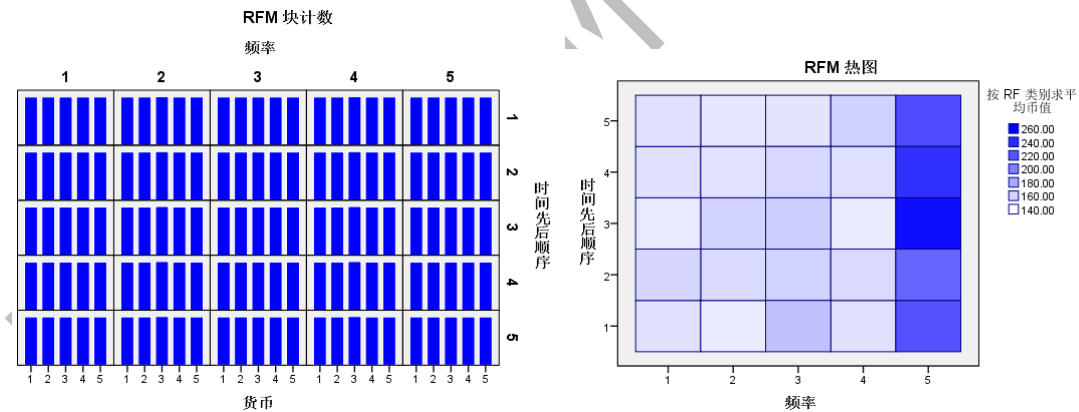 RFM 块计数
频率
1 2 3 4 5
1
2
3
4
5
时间先后顺序
1 2 3 4 5 1 2 3 4 5 1 2 3 4 5 1 2 3 4 5 1 2 3 4 5
货币
RFM 热图
时间先后顺序
5
4
3
2
1
1 2 3 4 5
频率
按 RF 类别求平
均币值
260.00
240.00
220.00
200.00
180.00
160.00
140.00